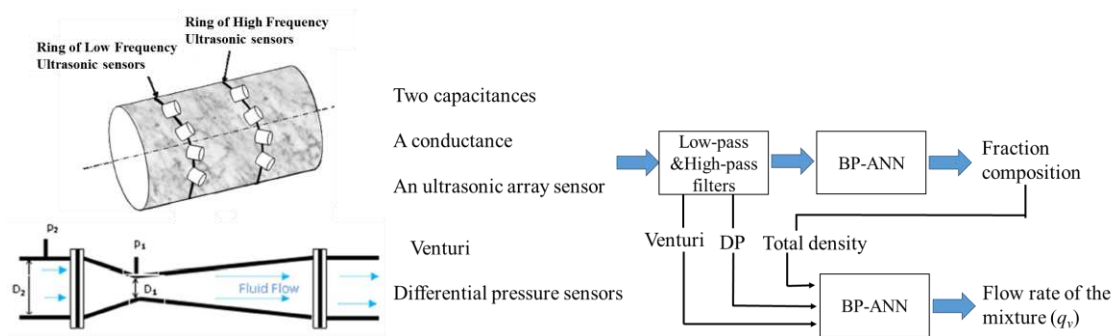 Ring of High Frequency
Ultrasonic sensors
Ring of Low Frequency
Ultrasonic sensors
P₂
P₁
D₂
D₁
Fluid Flow
Two capacitances
A conductance
An ultrasonic array sensor
Venturi
Differential pressure sensors
Low-pass
&High-pass
filters
BP-ANN
Fraction
composition
Venturi
DP
Total density
BP-ANN
Flow rate of the
mixture (qᵥ)